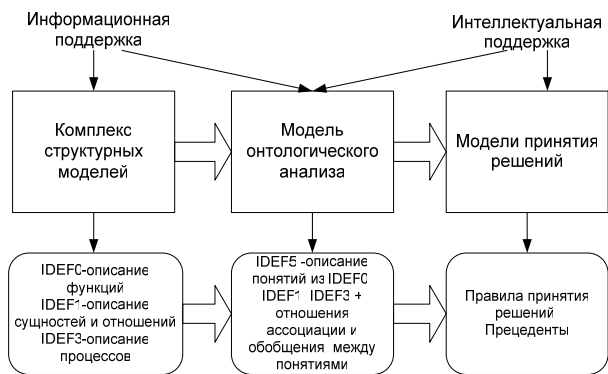 Информационная
поддержка
Интеллектуальная
поддержка
Комплекс
структурных
моделей
Модель
онтологического
анализа
Модели принятия
решений
IDEF0-описание
функций
IDEF1-описание
сущностей и отношений
IDEF3-описание
процессов
IDEF5 -описание
понятий из IDEF0
IDEF1 IDEF3 +
отношения
ассоциации и
обобщения между
понятиями
Правила принятия
решений
Прецеденты